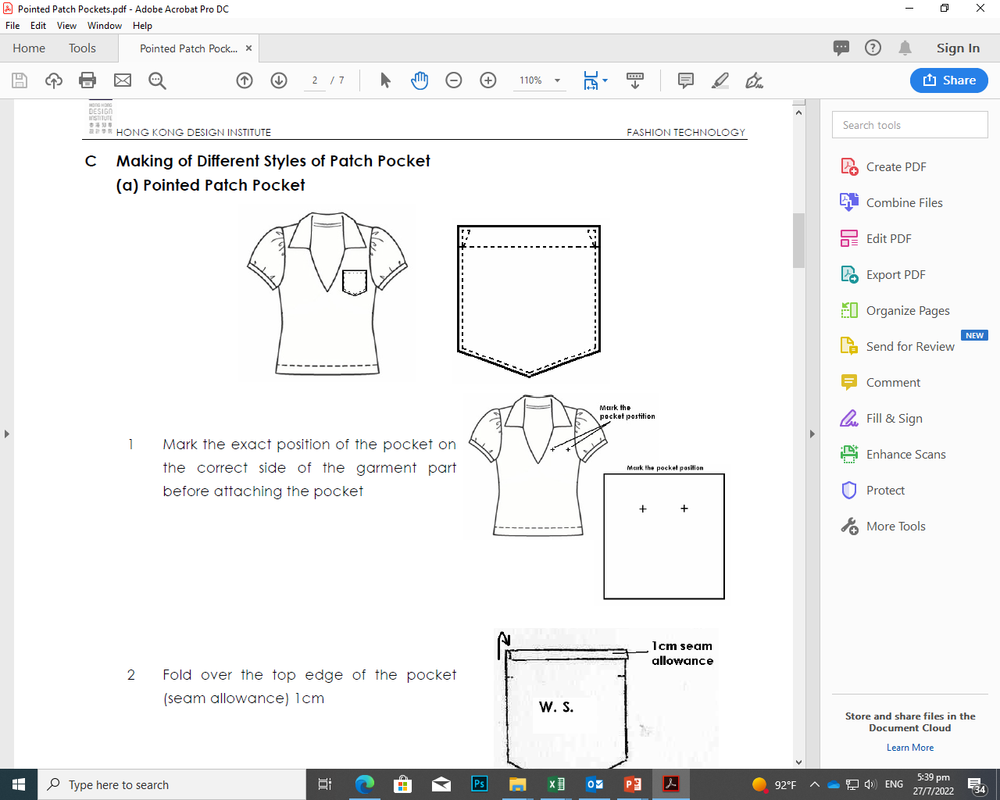 Pointed Patch Pockets.pdf - Adobe Acrobat Pro DC
File Edit View Window Help
Home Tools Pointed Patch Pock... × Sign In
2 / 7 110% Share
HONG KONG
DESIGN
INSTITUTE
HONG KONG DESIGN INSTITUTE FASHION TECHNOLOGY
C Making of Different Styles of Patch Pocket
(a) Pointed Patch Pocket
Mark the
pocket postition
1 Mark the exact position of the pocket on
the correct side of the garment part
before attaching the pocket
Mark the pocket position
2 Fold over the top edge of the pocket
(seam allowance) 1cm
1cm seam
allowance
W. S.
Search tools
Create PDF
Combine Files
Edit PDF
Export PDF
Organize Pages
Send for Review
NEW
Comment
Fill & Sign
Enhance Scans
Protect
More Tools
Store and share files in the
Document Cloud
Learn More
Type here to search
Ps
92°F
ENG
5:39 pm
27/7/2022
34